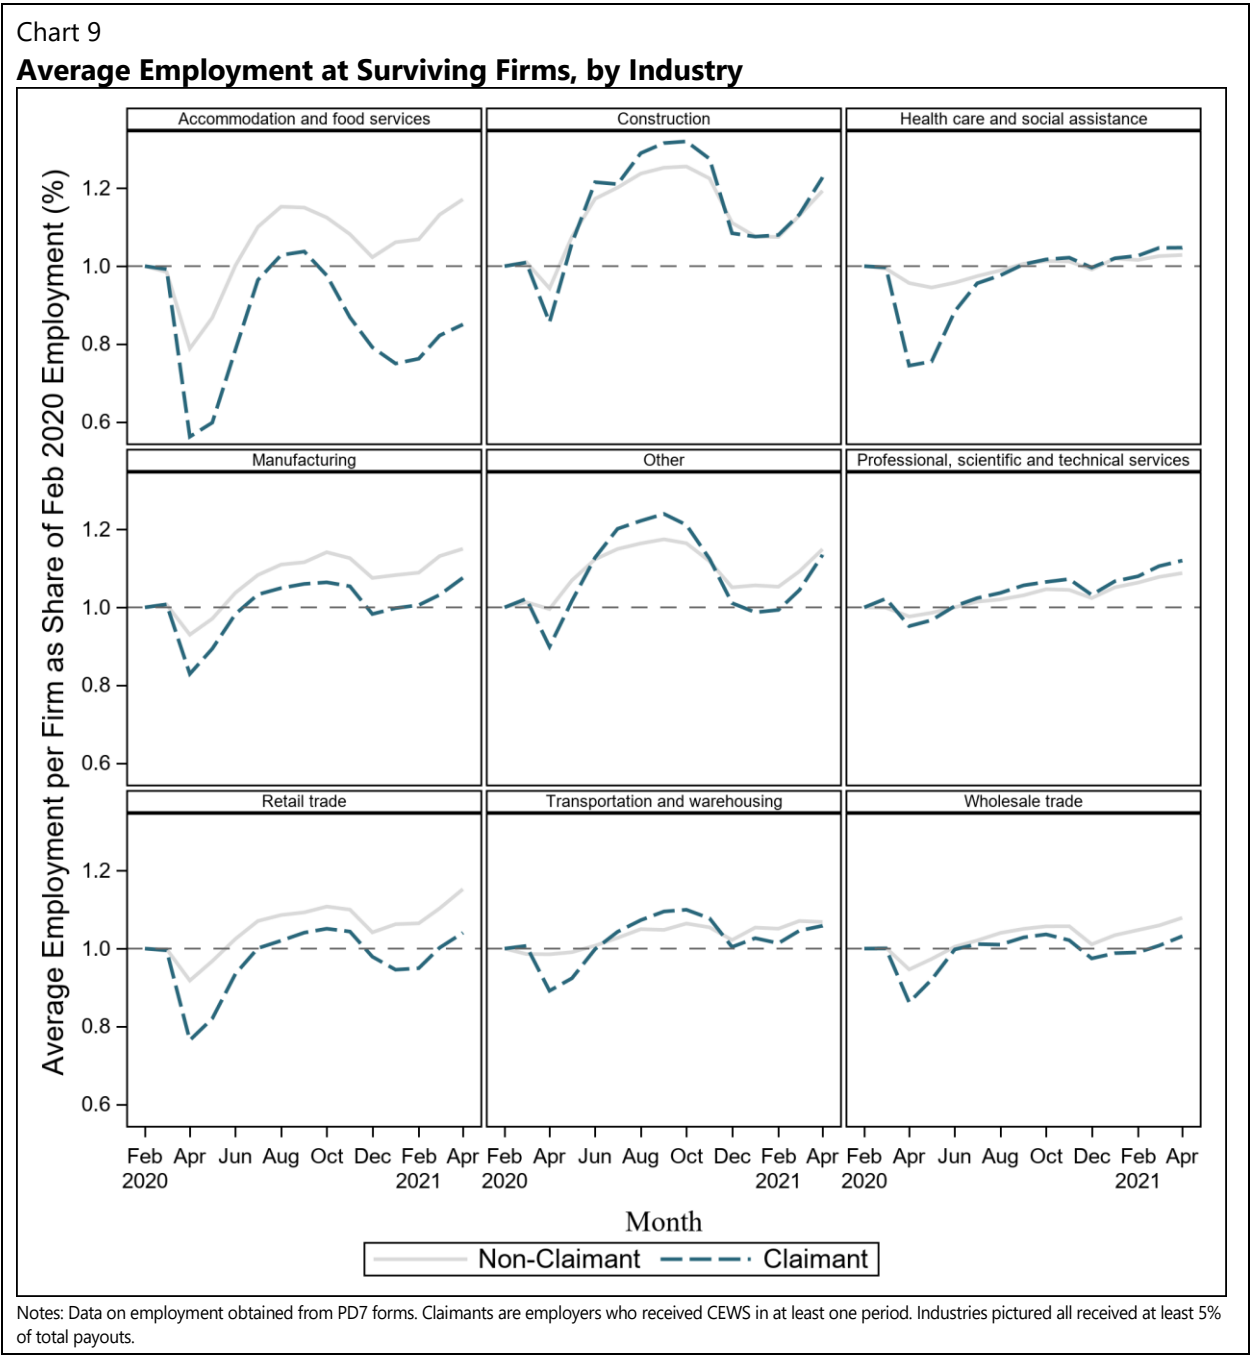 Chart 9
Average Employment at Surviving Firms, by Industry
Average Employment per Firm as Share of Feb 2020 Employment (%)
Accommodation and food services
Construction
Health care and social assistance
1.2
1.0
0.8
0.6
Manufacturing
Other
Professional, scientific and technical services
1.2
1.0
0.8
0.6
Retail trade
Transportation and warehousing
Wholesale trade
1.2
1.0
0.8
0.6
Feb Apr Jun Aug Oct Dec Feb Apr Feb Apr Jun Aug Oct Dec Feb Apr Feb Apr Jun Aug Oct Dec Feb Apr
2020 2021 2020 2021 2020 2021
Month
Non-Claimant Claimant
Notes: Data on employment obtained from PD7 forms. Claimants are employers who received CEWS in at least one period. Industries pictured all received at least 5%
of total payouts.